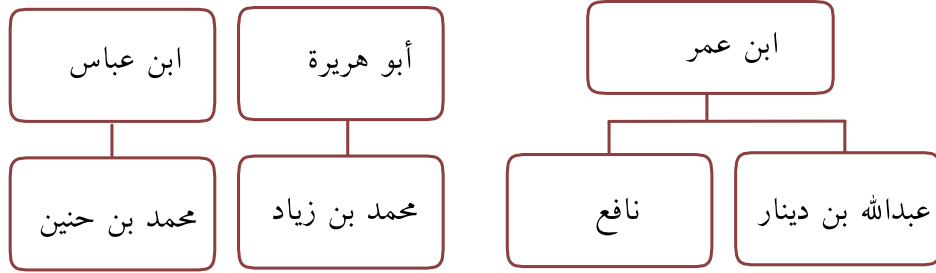 ابن عمر
أبو هريرة
ابن عباس
عبدالله بن دينار
نافع
محمد بن زياد
محمد بن حنين